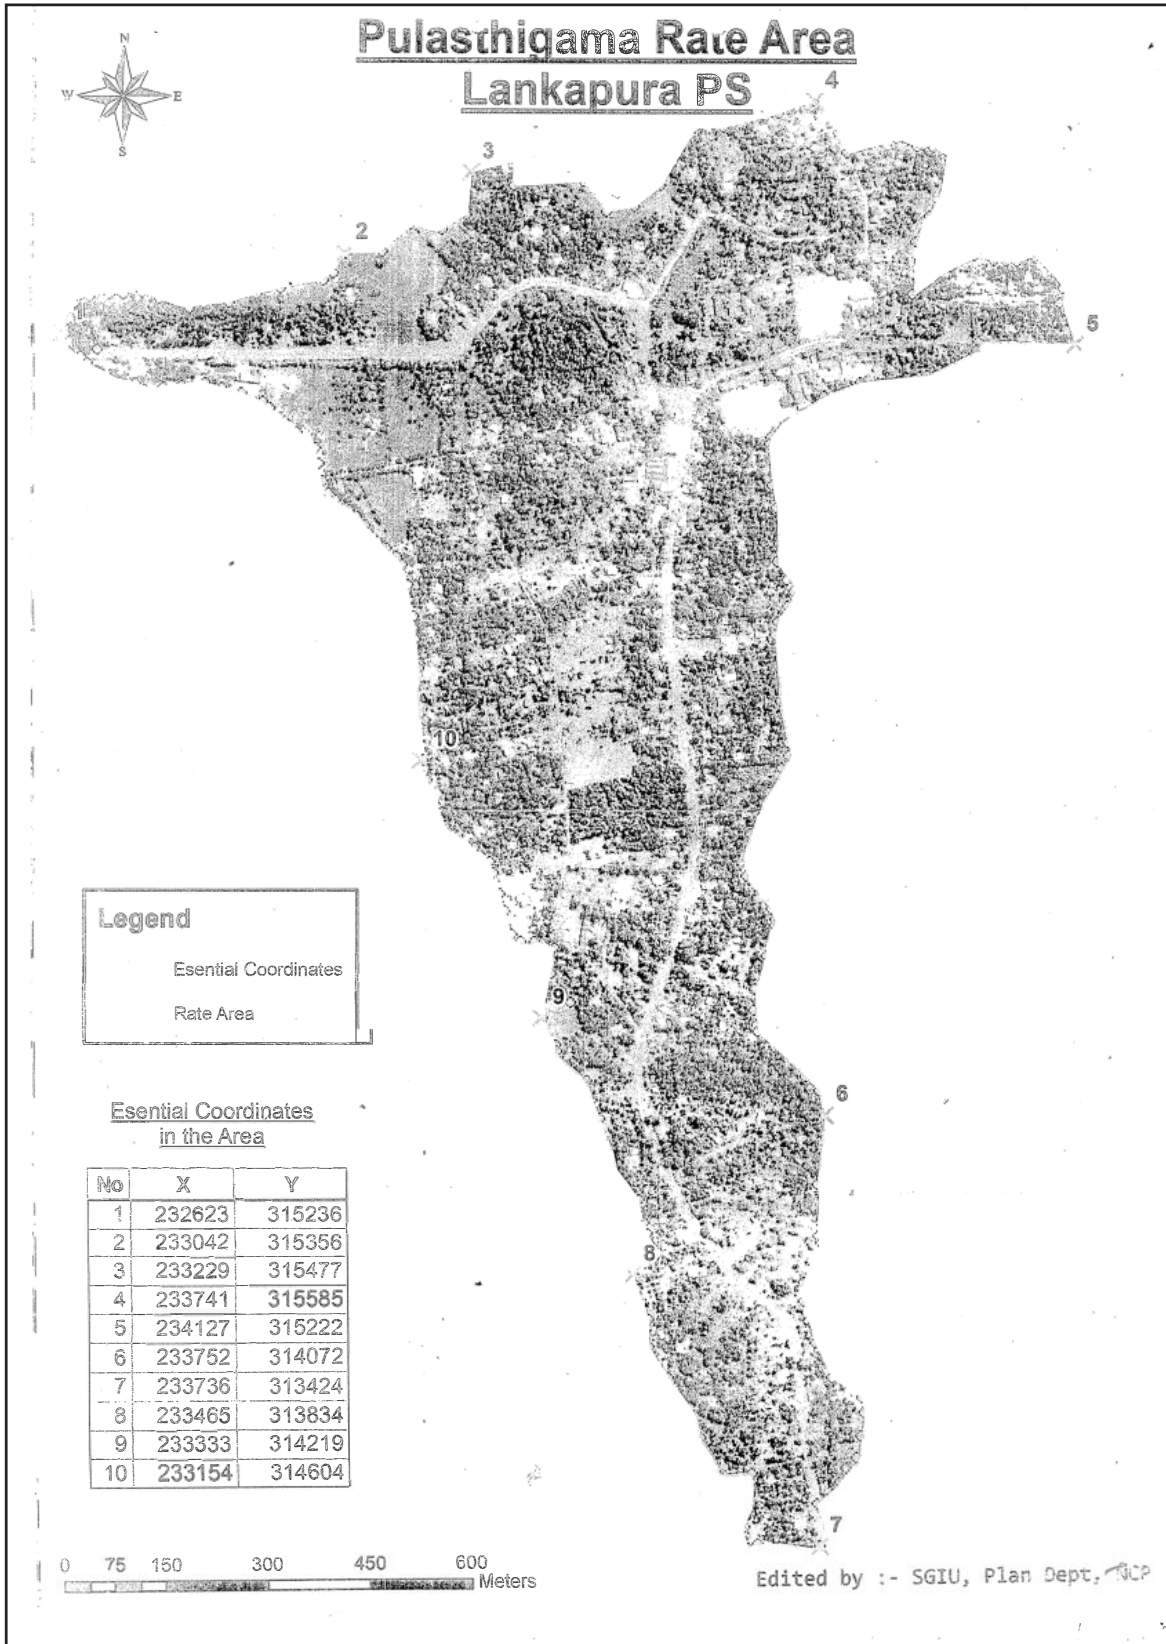 Pulasthigama Rate Area
Lankapura PS
N
W E
S
4
3
2
1
5
10
9
6
8
7
Legend
Esential Coordinates
Rate Area
Esential Coordinates
in the Area
No X Y
1 232623 315236
2 233042 315356
3 233229 315477
4 233741 315585
5 234127 315222
6 233752 314072
7 233736 313424
8 233465 313834
9 233333 314219
10 233154 314604
0 75 150 300 450 600
Meters
Edited by :- SGIU, Plan Dept, NCP